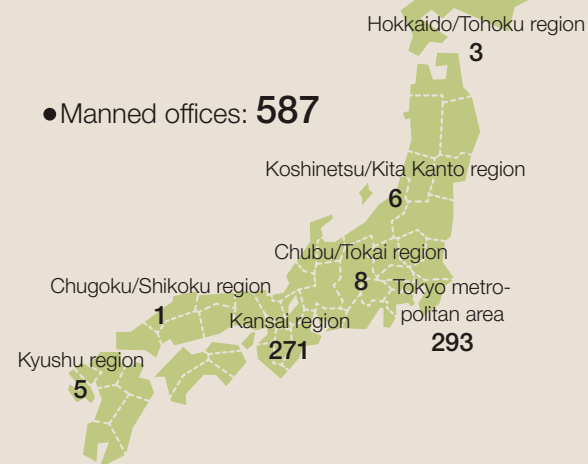 Hokkaido/Tohoku region
3
●Manned offices: 587
Koshinetsu/Kita Kanto region
6
Chubu/Tokai region
8
Tokyo metro-
politan area
293
Chugoku/Shikoku region
1
Kansai region
271
Kyushu region
5